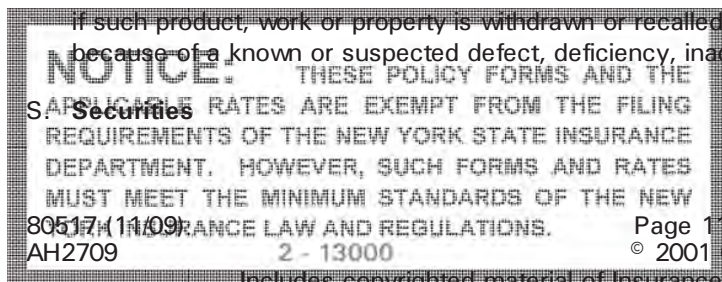 if such product, work or property is withdrawn or recalled
because of a known or suspected defect, deficiency, ina
NOTICE: THESE POLICY FORMS AND THE
S. Securities
APPLICABLE RATES ARE EXEMPT FROM THE FILING
REQUIREMENTS OF THE NEW YORK STATE INSURANCE
DEPARTMENT. HOWEVER, SUCH FORMS AND RATES
MUST MEET THE MINIMUM STANDARDS OF THE NEW
YORK INSURANCE LAW AND REGULATIONS.
80517 (11/09) Page 1
AH2709 2 - 13000 © 2001
Includes copyrighted material of Insurance